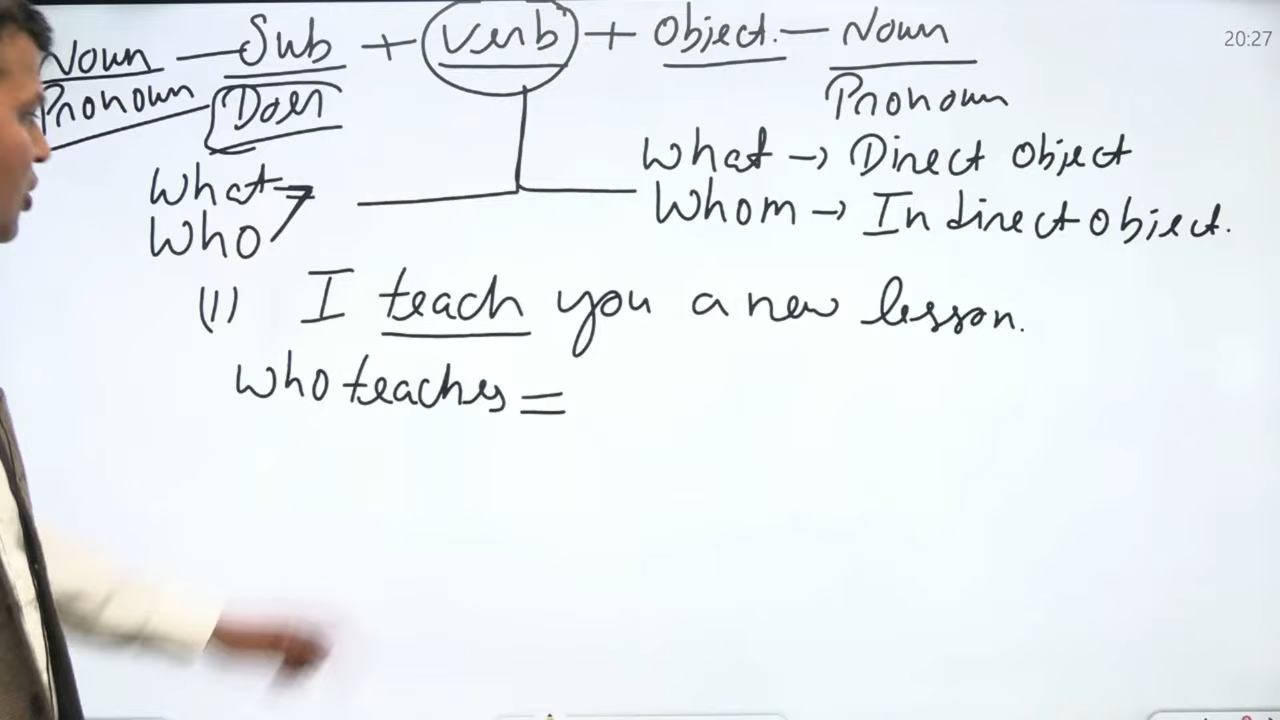 Noun — Sub + Verb + Object. — Noun
Pronoun Doer Pronoun
20:27
What → Direct Object
What
Whom → Indirect object.
Who
(1) I teach you a new lesson.
Who teaches =